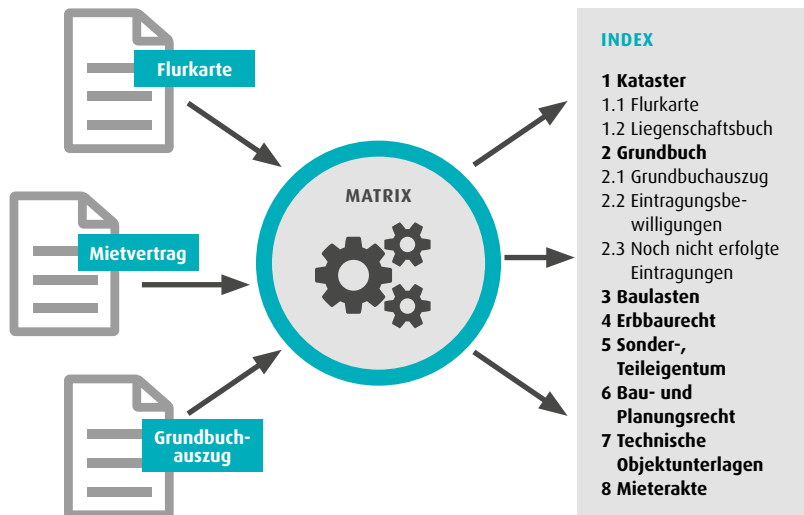 Flurkarte
Mietvertrag
Grundbuch-
auszug
MATRIX
INDEX
1 Kataster
1.1 Flurkarte
1.2 Liegenschaftsbuch
2 Grundbuch
2.1 Grundbuchauszug
2.2 Eintragungsbe-
willigungen
2.3 Noch nicht erfolgte
Eintragungen
3 Baulasten
4 Erbbaurecht
5 Sonder-,
Teileigentum
6 Bau- und
Planungsrecht
7 Technische
Objektunterlagen
8 Mieterakte